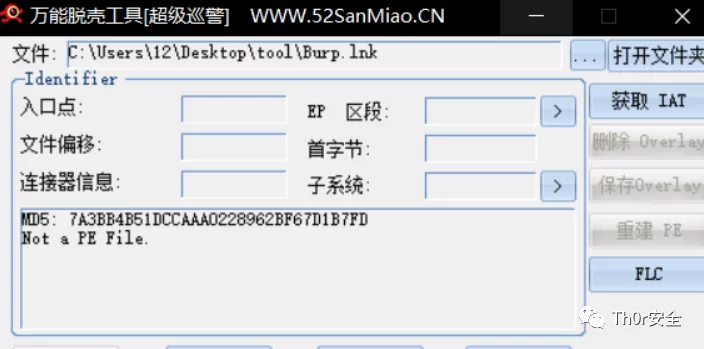 万能脱壳工具[超级巡警] WWW.52SanMiao.CN
文件: C:\Users\12\Desktop\tool\Burp.lnk ... 打开文件夹
Identifier
入口点: EP 区段: >
获取 IAT
文件偏移: 首字节:
删除 Overlay
连接器信息: 子系统: >
保存Overlay
MD5: 7A3BB4B51DCCAAA0228962BF67D1B7FD
Not a PE File.
重建 PE
FLC
Th0r安全